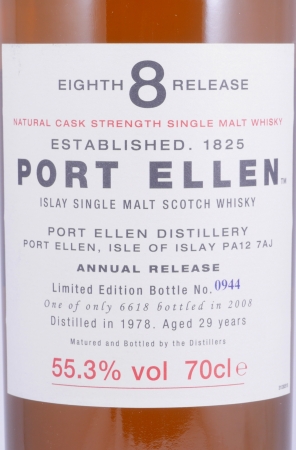 EIGHTH 8 RELEASE
NATURAL CASK STRENGTH SINGLE MALT WHISKY
ESTABLISHED. 1825
PORT ELLEN™
ISLAY SINGLE MALT SCOTCH WHISKY
PORT ELLEN DISTILLERY
PORT ELLEN, ISLE OF ISLAY PA12 7AJ
ANNUAL RELEASE
Limited Edition Bottle No. 0944
One of only 6618 bottled in 2008
Distilled in 1978. Aged 29 years
Matured and Bottled by the Distillers
55.3% vol 70cl e